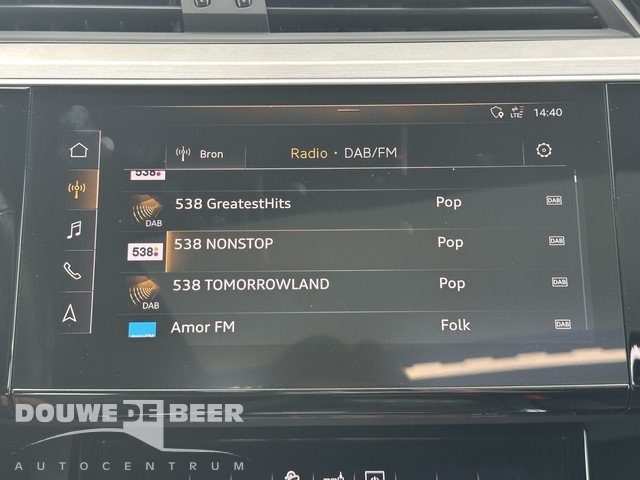 LTE 14:40
Bron Radio · DAB/FM
538
538 GreatestHits Pop DAB
DAB
538 NONSTOP Pop DAB
538
538 TOMORROWLAND Pop DAB
DAB
Amor FM Folk DAB
DOUWE DE BEER
AUTOCENTRUM